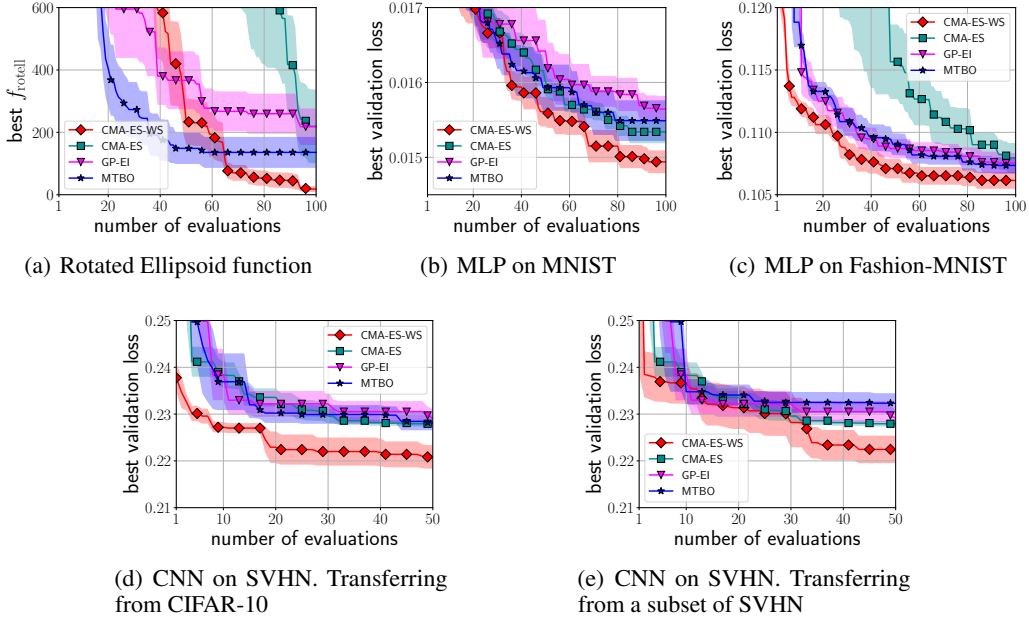 best f_rotell
600
400
200
0
CMA-ES-WS
CMA-ES
GP-EI
MTBO
1 20 40 60 80 100
number of evaluations
(a) Rotated Ellipsoid function
best validation loss
0.017
0.016
0.015
CMA-ES-WS
CMA-ES
GP-EI
MTBO
1 20 40 60 80 100
number of evaluations
(b) MLP on MNIST
best validation loss
0.120
0.115
0.110
0.105
CMA-ES-WS
CMA-ES
GP-EI
MTBO
1 20 40 60 80 100
number of evaluations
(c) MLP on Fashion-MNIST
best validation loss
0.25
0.24
0.23
0.22
0.21
CMA-ES-WS
CMA-ES
GP-EI
MTBO
1 10 20 30 40 50
number of evaluations
(d) CNN on SVHN. Transferring
from CIFAR-10
best validation loss
0.25
0.24
0.23
0.22
0.21
CMA-ES-WS
CMA-ES
GP-EI
MTBO
1 10 20 30 40 50
number of evaluations
(e) CNN on SVHN. Transferring
from a subset of SVHN